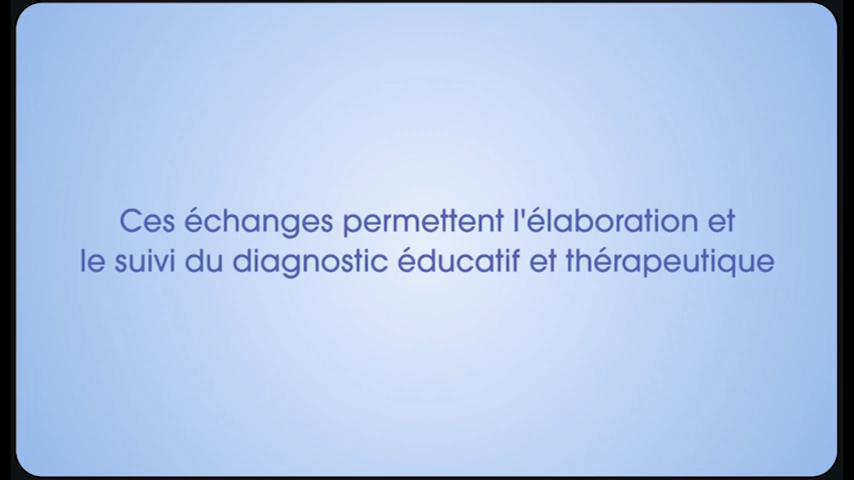 Ces échanges permettent l'élaboration et
le suivi du diagnostic éducatif et thérapeutique